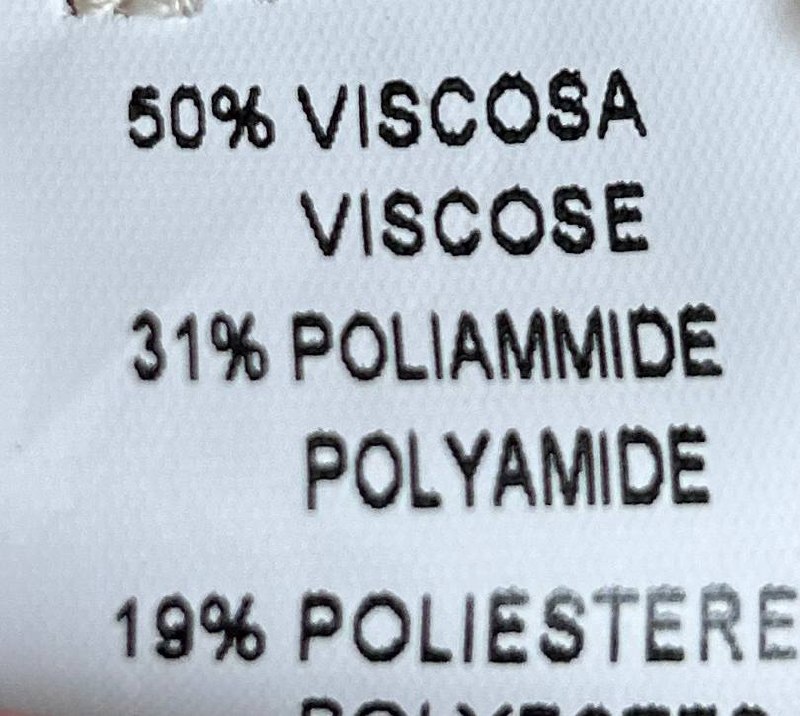 50% VISCOSA
VISCOSE
31% POLIAMMIDE
POLYAMIDE
19% POLIESTERE